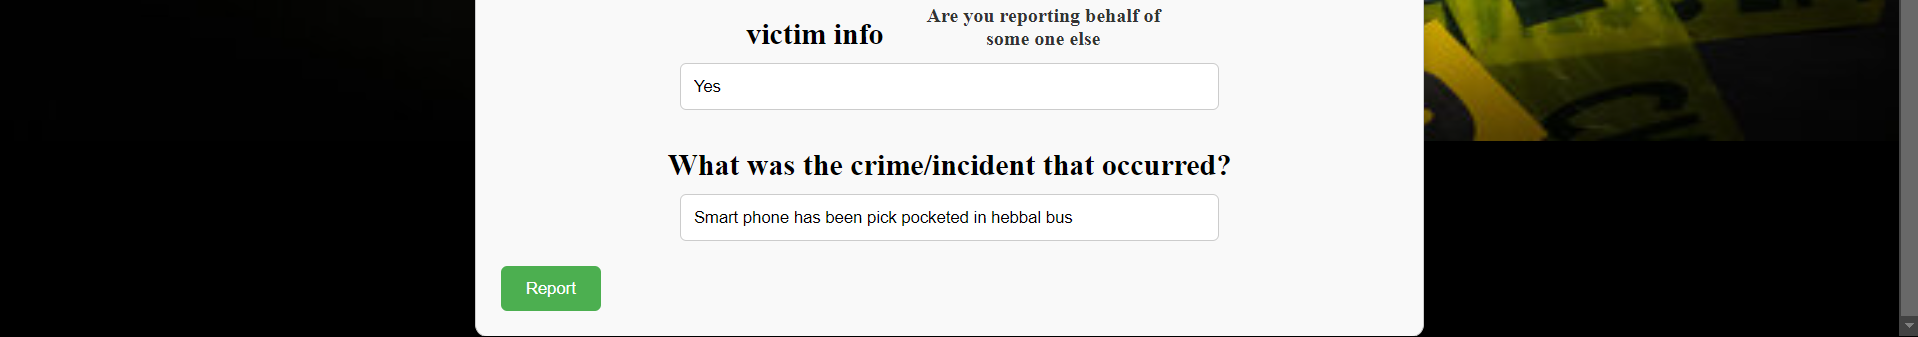 victim info
Are you reporting behalf of
some one else
Yes
What was the crime/incident that occurred?
Smart phone has been pick pocketed in hebbal bus
Report